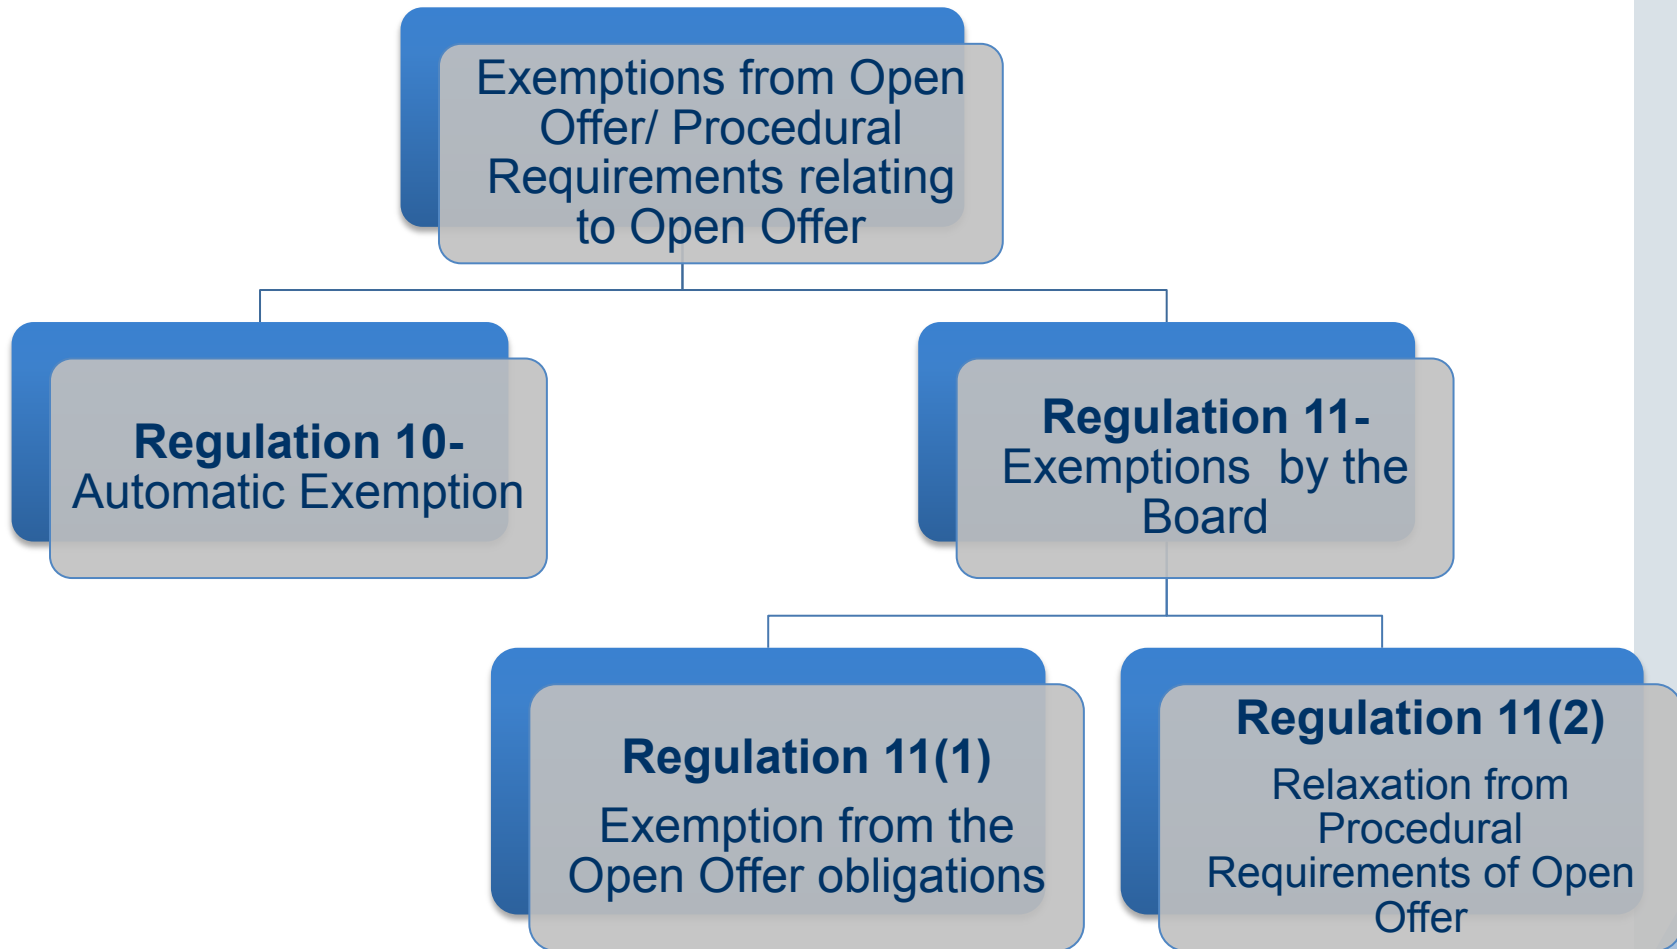 Exemptions from Open
Offer/ Procedural
Requirements relating
to Open Offer
Regulation 10-
Automatic Exemption
Regulation 11-
Exemptions  by the
Board
Regulation 11(1)
Exemption from the
Open Offer obligations
Regulation 11(2)
Relaxation from
Procedural
Requirements of Open
Offer